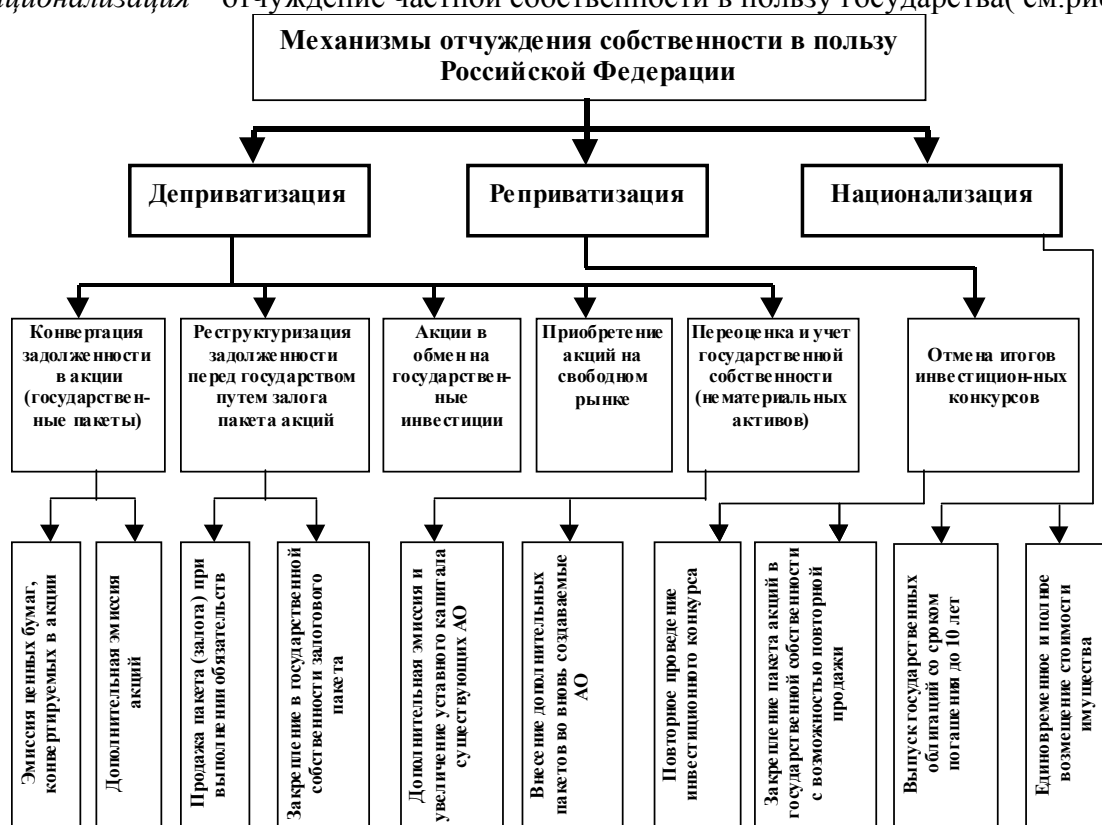 ционализация – отчуждение частной собственности в пользу государства( см.рис
Механизмы отчуждения собственности в пользу
Российской Федерации
Деприватизация
Реприватизация
Национализация
Конвертация
задолженности
в акции
(государствен-
ные пакеты)
Реструктуризация
задолженности
перед государством
путем залога
пакета акций
Акции в
обмен на
государствен-
ные
инвестиции
Приобретение
акций на
свободном
рынке
Переоценка и учет
государственной
собственности
(нематериальных
активов)
Отмена итогов
инвестицион-ных
конкурсов
Эмиссия ценных бумаг,
конвертируемых в акции
Дополнительная эмиссия
акций
Продажа пакета (залога) при
выполнении обязательств
Закрепление в государственной
собственности залогового
пакета
Дополнительная эмиссия и
увеличение уставного капитала
существующих АО
Внесение дополнительных
пакетов во вновь создаваемые
АО
Повторное проведение
инвестиционного конкурса
Закрепление пакета акций в
государственной собственности
с возможностью повторной
продажи
Выпуск государственных
облигаций со сроком
погашения до 10 лет
Единовременное и полное
возмещение стоимости
имущества